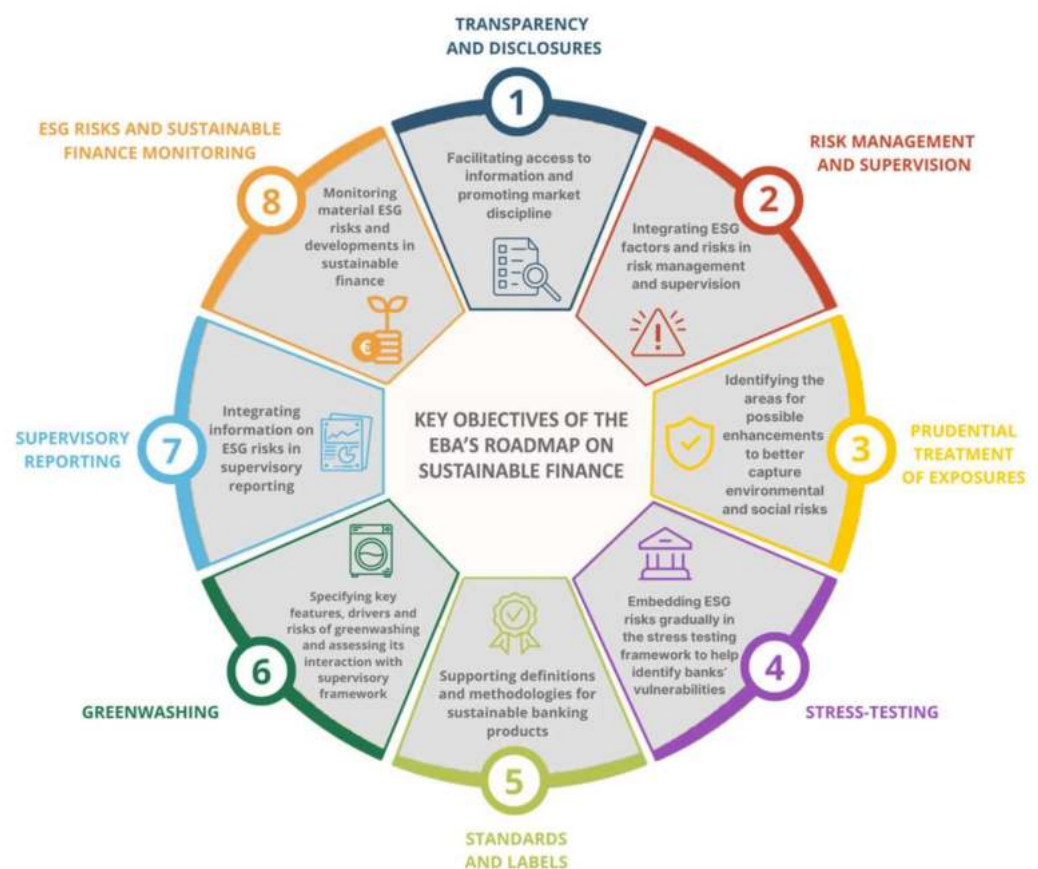 TRANSPARENCY
AND DISCLOSURES
1
Facilitating access to
information and
promoting market
discipline
RISK MANAGEMENT
AND SUPERVISION
2
Integrating ESG
factors and risks in
risk management
and supervision
PRUDENTIAL
TREATMENT
OF EXPOSURES
3
Identifying the
areas for
possible
enhancements
to better
capture
environmental
and social risks
STRESS-TESTING
4
Embedding ESG
risks gradually in
the stress testing
framework to help
identify banks'
vulnerabilities
STANDARDS
AND LABELS
5
Supporting definitions
and methodologies for
sustainable banking
products
GREENWASHING
6
Specifying key
features, drivers and
risks of greenwashing
and assessing its
interaction with
supervisory
framework
SUPERVISORY
REPORTING
7
Integrating
information on
ESG risks in
supervisory
reporting
ESG RISKS AND SUSTAINABLE
FINANCE MONITORING
8
Monitoring
material ESG
risks and
developments in
sustainable
finance
€
KEY OBJECTIVES OF THE
EBA'S ROADMAP ON
SUSTAINABLE FINANCE